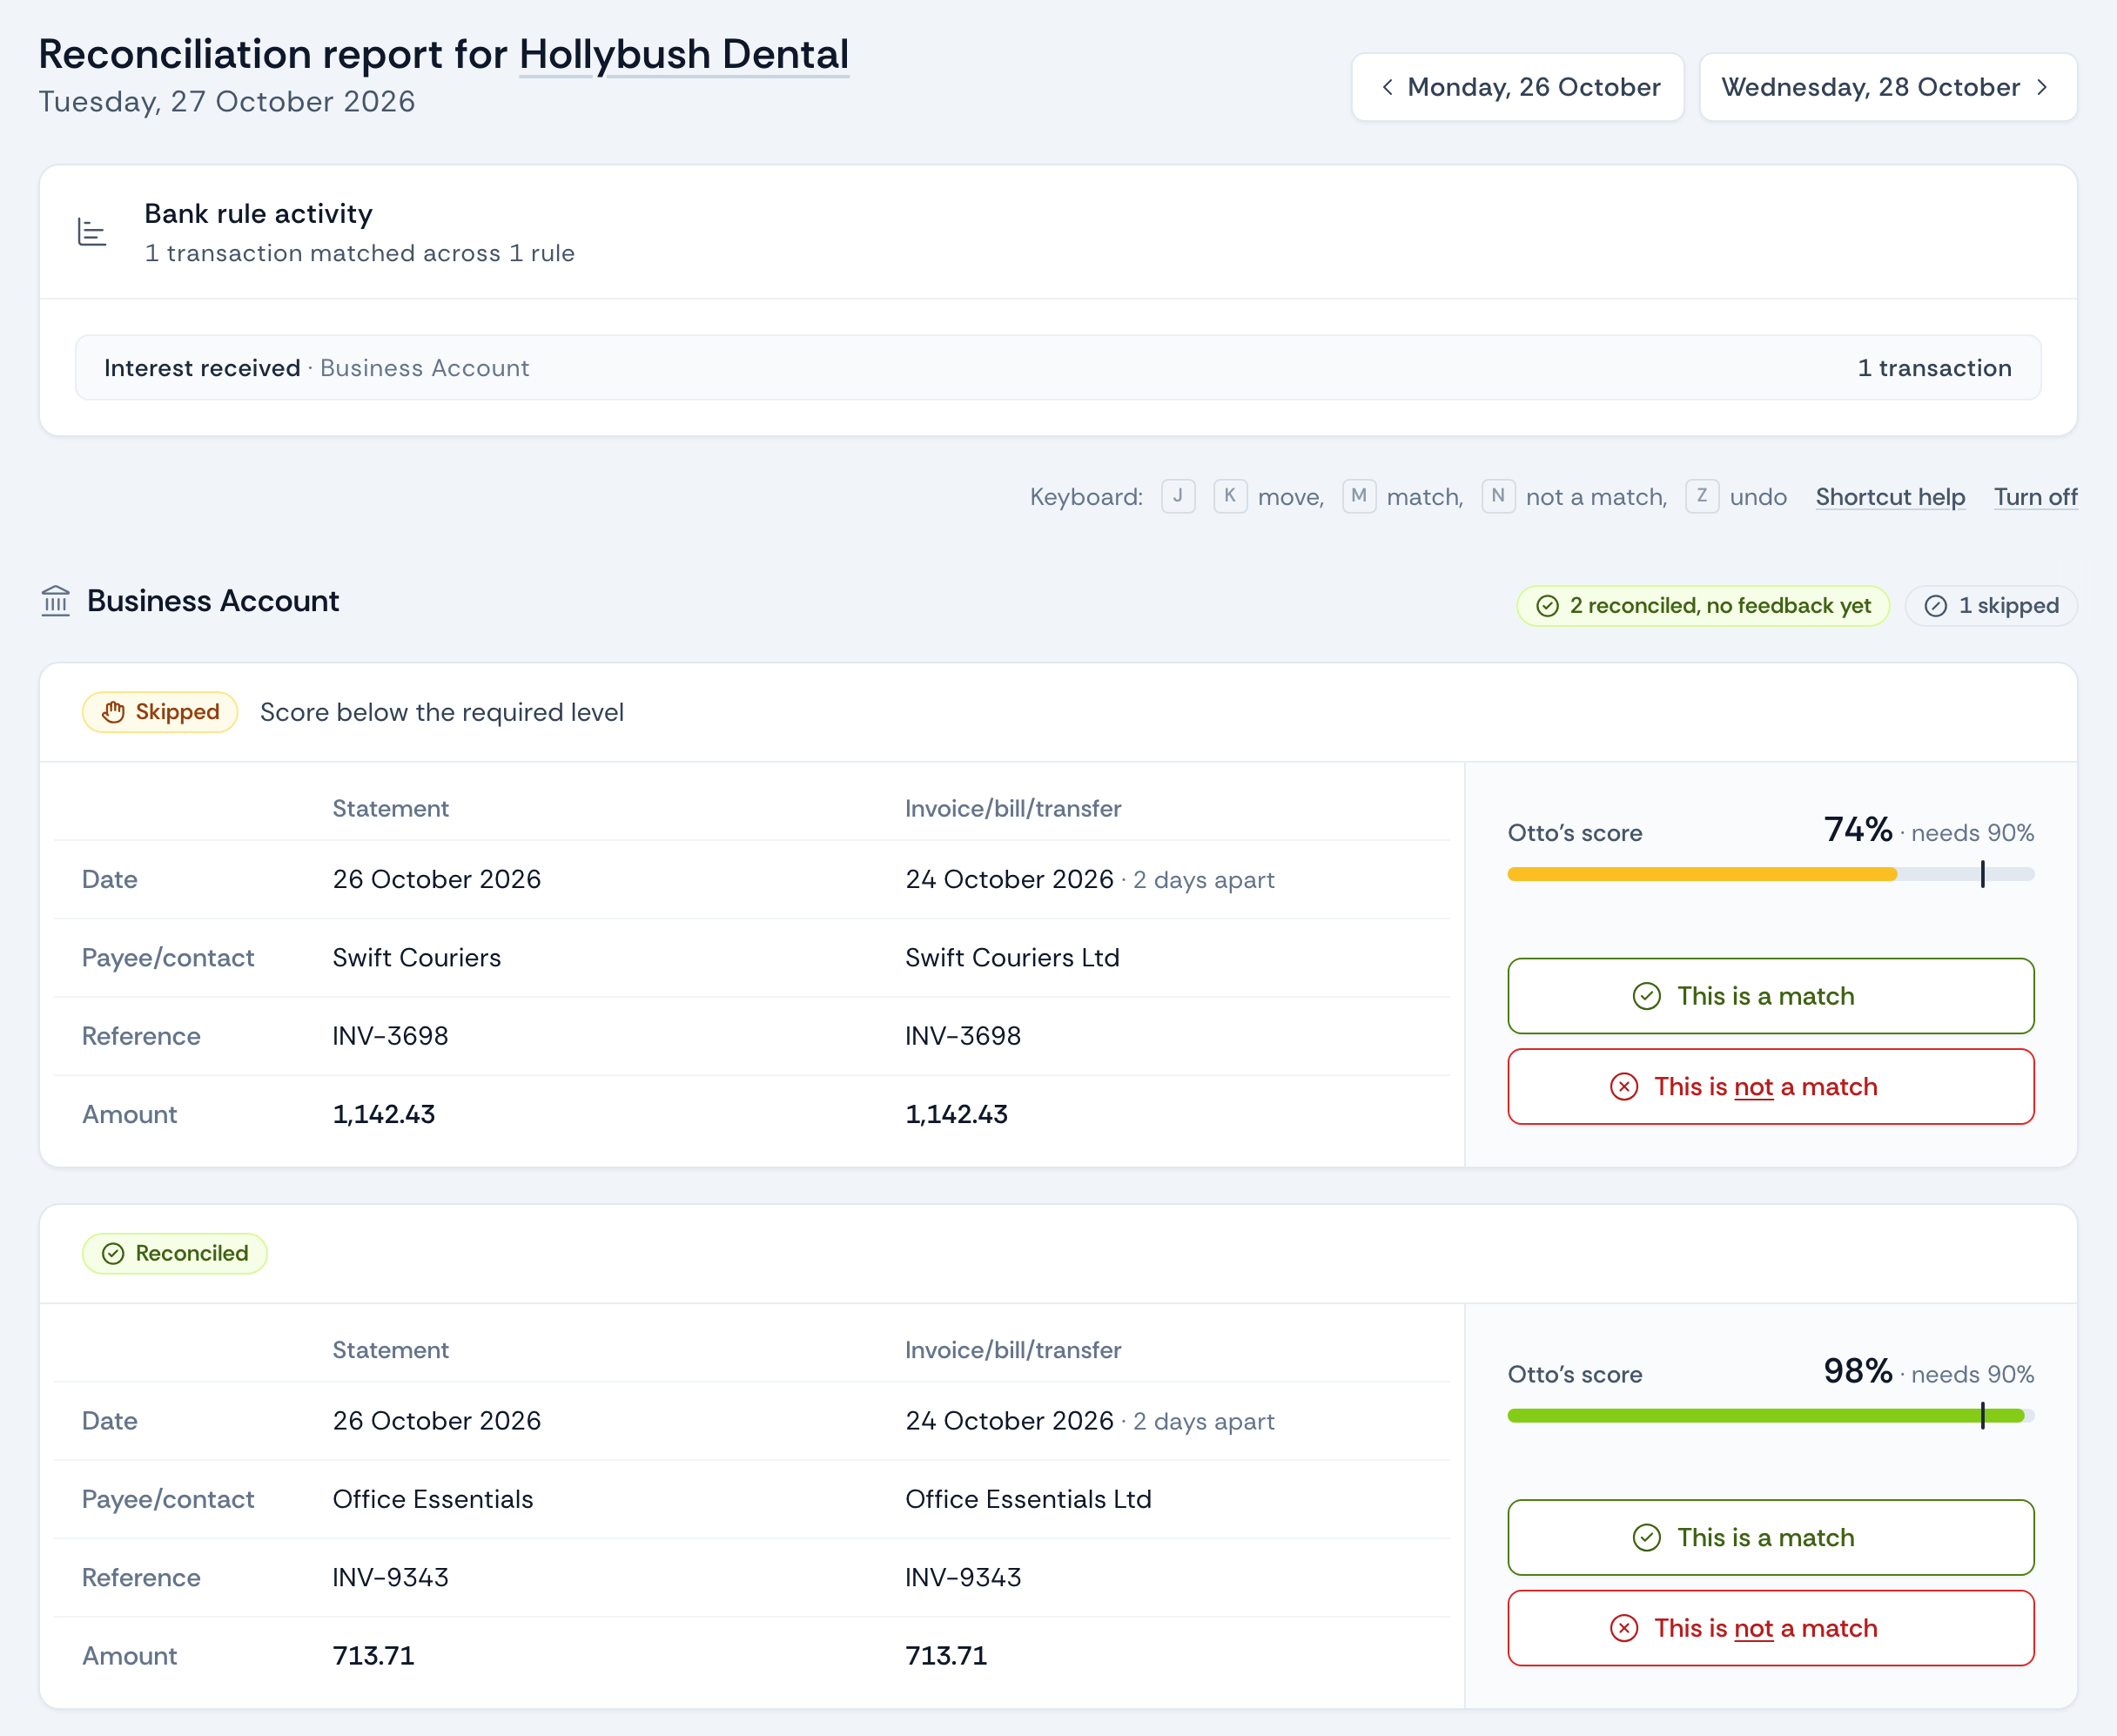 Reconciliation report for Hollybush Dental
Tuesday, 27 October 2026
Monday, 26 October
Wednesday, 28 October
Bank rule activity
1 transaction matched across 1 rule
Interest received · Business Account
1 transaction
Keyboard: J K move, M match, N not a match, Z undo Shortcut help Turn off
Business Account
2 reconciled, no feedback yet
1 skipped
Skipped Score below the required level
Statement Invoice/bill/transfer
Date 26 October 2026 24 October 2026 · 2 days apart
Payee/contact Swift Couriers Swift Couriers Ltd
Reference INV-3698 INV-3698
Amount 1,142.43 1,142.43
Otto's score 74% · needs 90%
This is a match
This is not a match
Reconciled
Statement Invoice/bill/transfer
Date 26 October 2026 24 October 2026 · 2 days apart
Payee/contact Office Essentials Office Essentials Ltd
Reference INV-9343 INV-9343
Amount 713.71 713.71
Otto's score 98% · needs 90%
This is a match
This is not a match